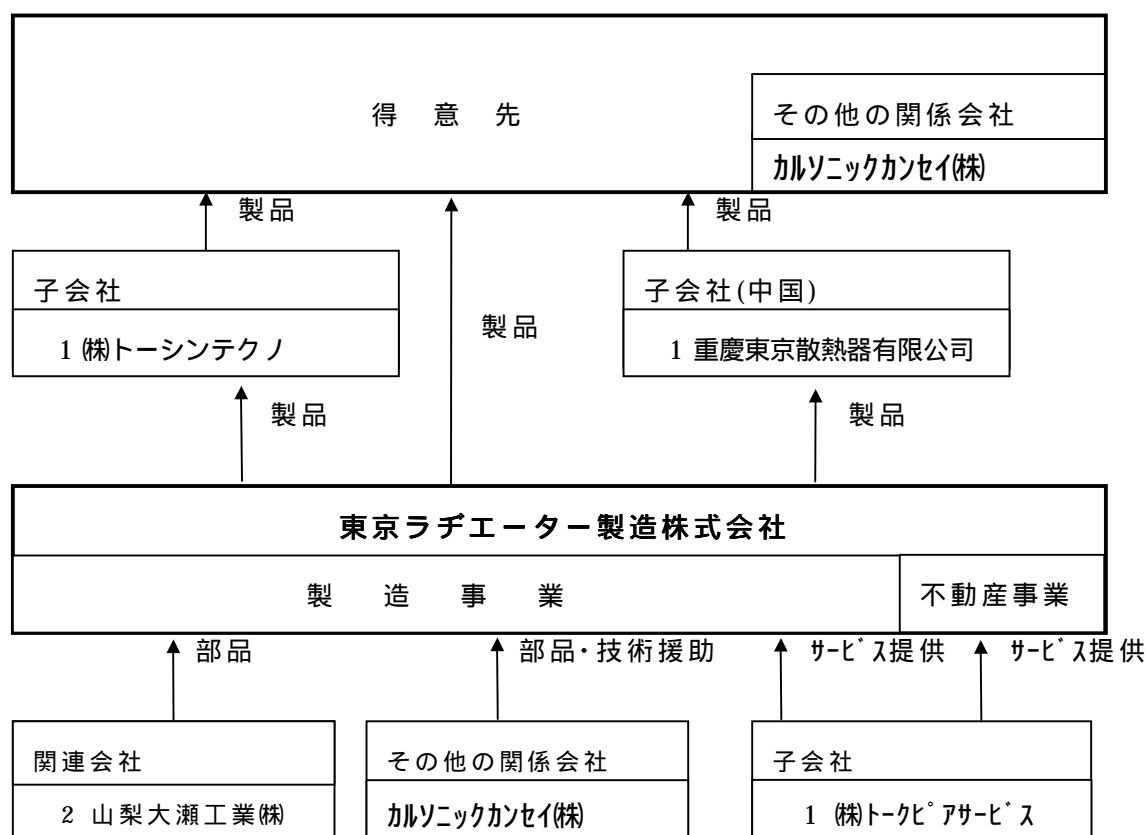 得意先
その他の関係会社
カルソニックカンセイ(株)
製品
製品
子会社
1 ㈱トーシンテクノ
製品
子会社(中国)
1 重慶東京散熱器有限公司
製品
製品
東京ラヂエーター製造株式会社
製造事業
不動産事業
部品
部品・技術援助
ｻｰﾋﾞｽ提供
ｻｰﾋﾞｽ提供
関連会社
2 山梨大瀬工業㈱
その他の関係会社
ｶﾙｿﾆｯｸｶﾝｾｲ㈱
子会社
1 ㈱ﾄｰｸﾋﾟｱｻｰﾋﾞｽ